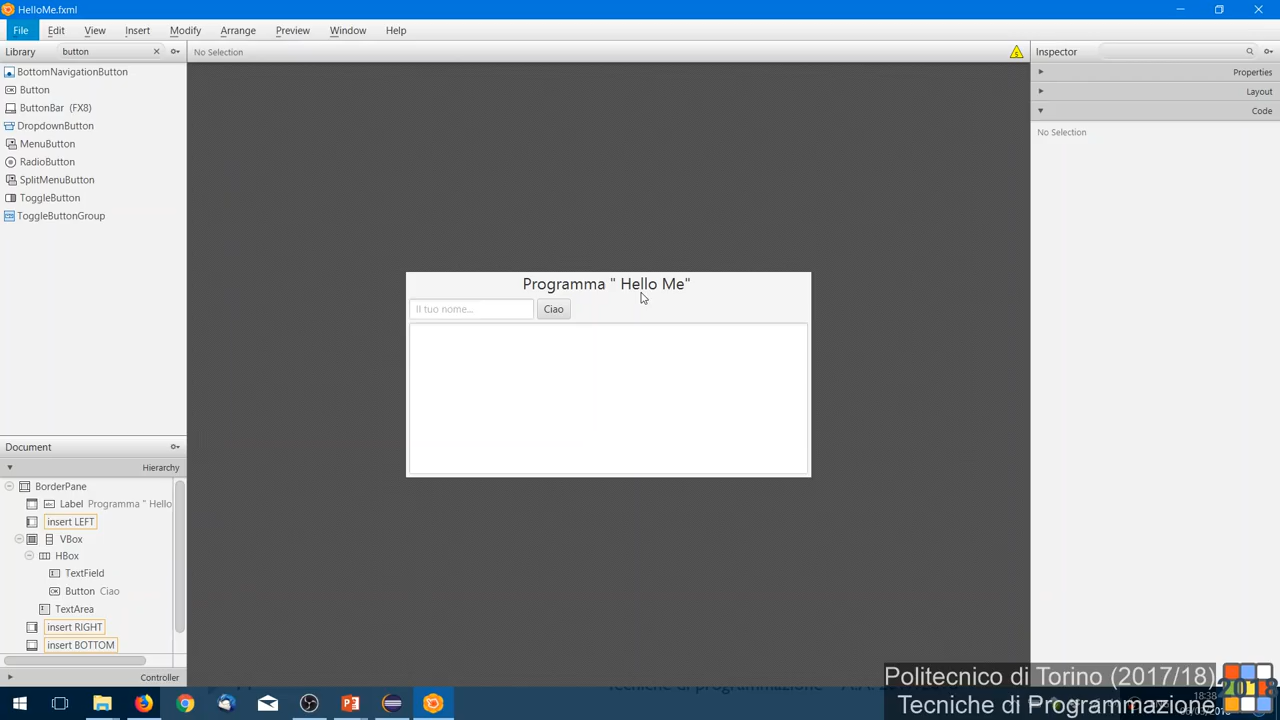 HelloMe.fxml
File Edit View Insert Modify Arrange Preview Window Help
Library button No Selection Inspector
BottomNavigationButton
Button
ButtonBar (FX8)
DropdownButton
MenuButton
RadioButton
SplitMenuButton
ToggleButton
ToggleButtonGroup
Properties
Layout
Code
No Selection
Programma " Hello Me"
Il tuo nome... Ciao
Document
Hierarchy
BorderPane
Label Programma " Hello
insert LEFT
VBox
HBox
TextField
Button Ciao
TextArea
insert RIGHT
insert BOTTOM
Controller
Politecnico di Torino (2017/18)
Tecniche di Programmazione
18:38
2018